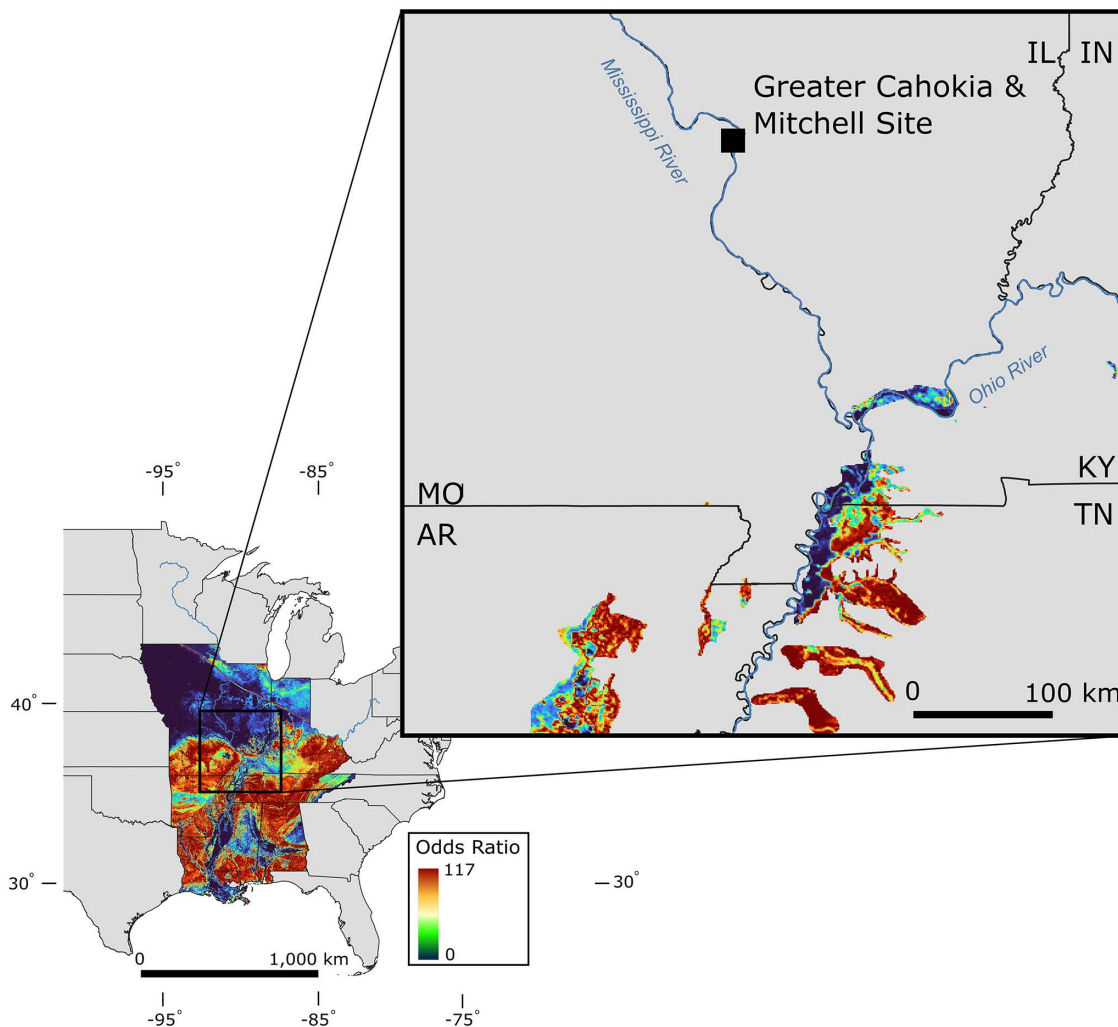 IL
IN
Greater Cahokia &
Mitchell Site
Mississippi River
Ohio River
MO
KY
AR
TN
0
100 km
-95°
-85°
40°
30°
-30°
Odds Ratio
117
0
0
1,000 km
-95°
-85°
-75°